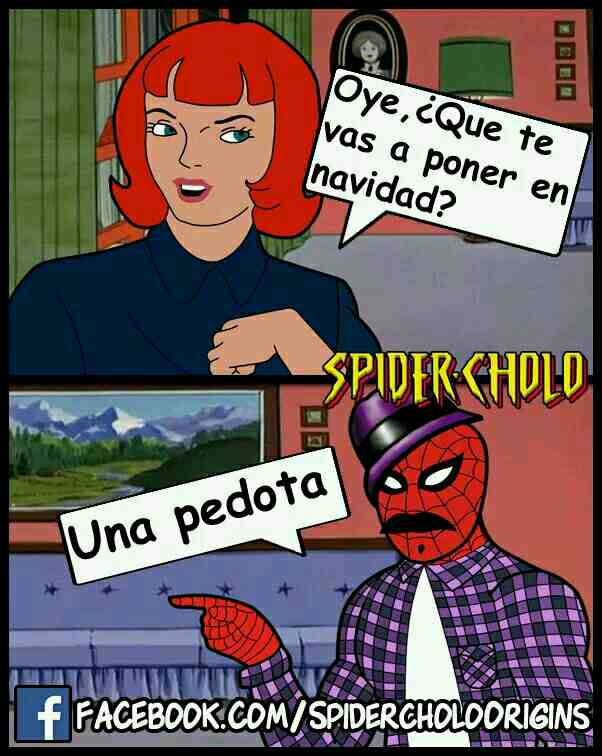 Oye, ¿Que te
vas a poner en
navidad?
SPIDER-CHOLO
Una pedota
f FACEBOOK.COM/SPIDERCHOLOORIGINS